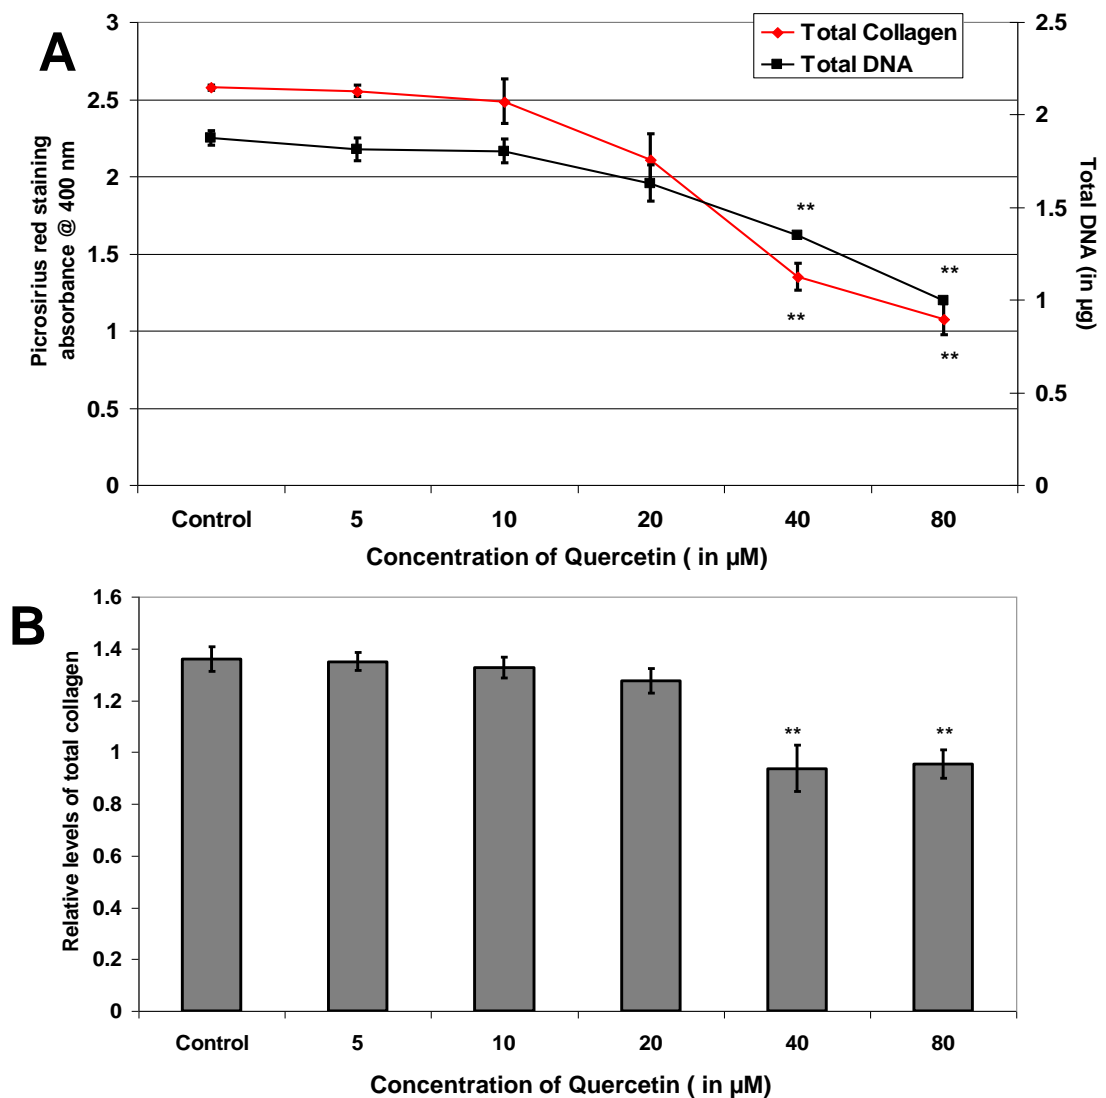 A
3
2.5
2
1.5
1
0.5
0
Picrosirius red staining
absorbance @ 400 nm
2.5
2
1.5
1
0.5
0
Total DNA (in µg)
Total Collagen
Total DNA
**
**
**
**
Control 5 10 20 40 80
Concentration of Quercetin ( in µM)
B
1.6
1.4
1.2
1
0.8
0.6
0.4
0.2
0
Relative levels of total collagen
** **
Control 5 10 20 40 80
Concentration of Quercetin ( in µM)